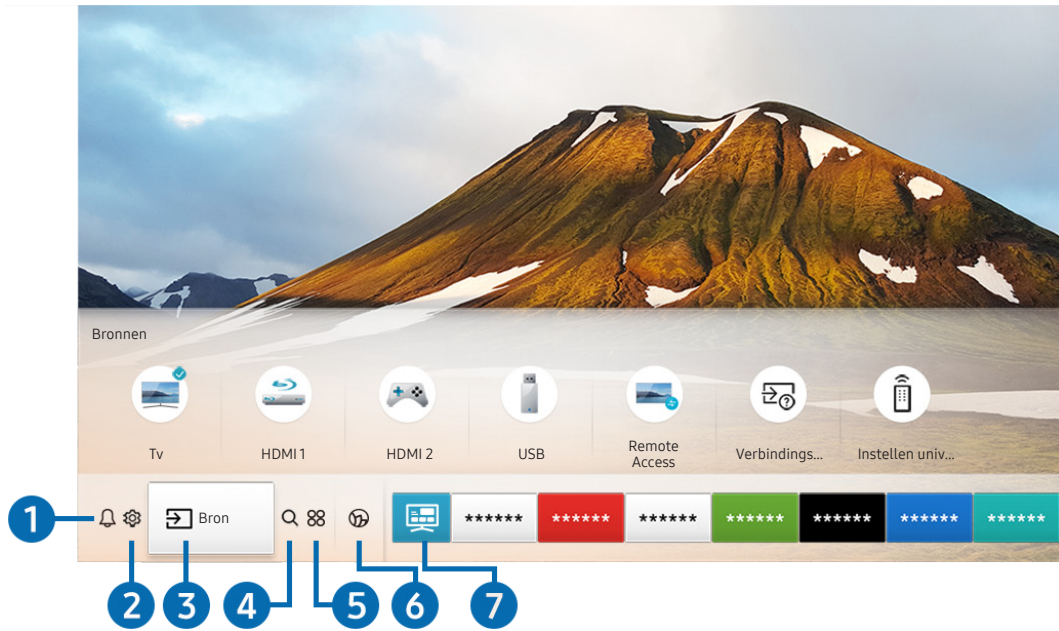 Bronnen
Tv
HDMI 1
HDMI 2
USB
Remote
Access
Verbindings...
Instellen univ...
1
Bron
******
******
******
******
******
******
******
2
3
4
5
6
7